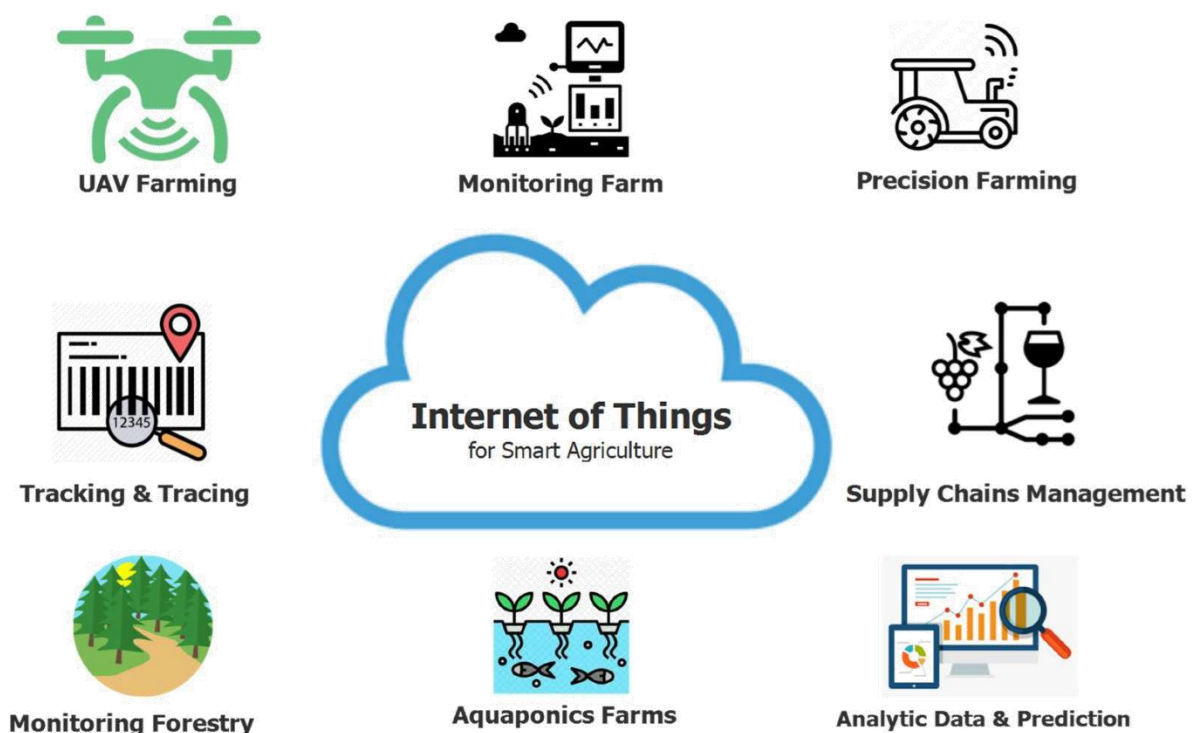 UAV Farming
Monitoring Farm
Precision Farming
Internet of Things
for Smart Agriculture
12345
Tracking & Tracing
Supply Chains Management
Monitoring Forestry
Aquaponics Farms
Analytic Data & Prediction